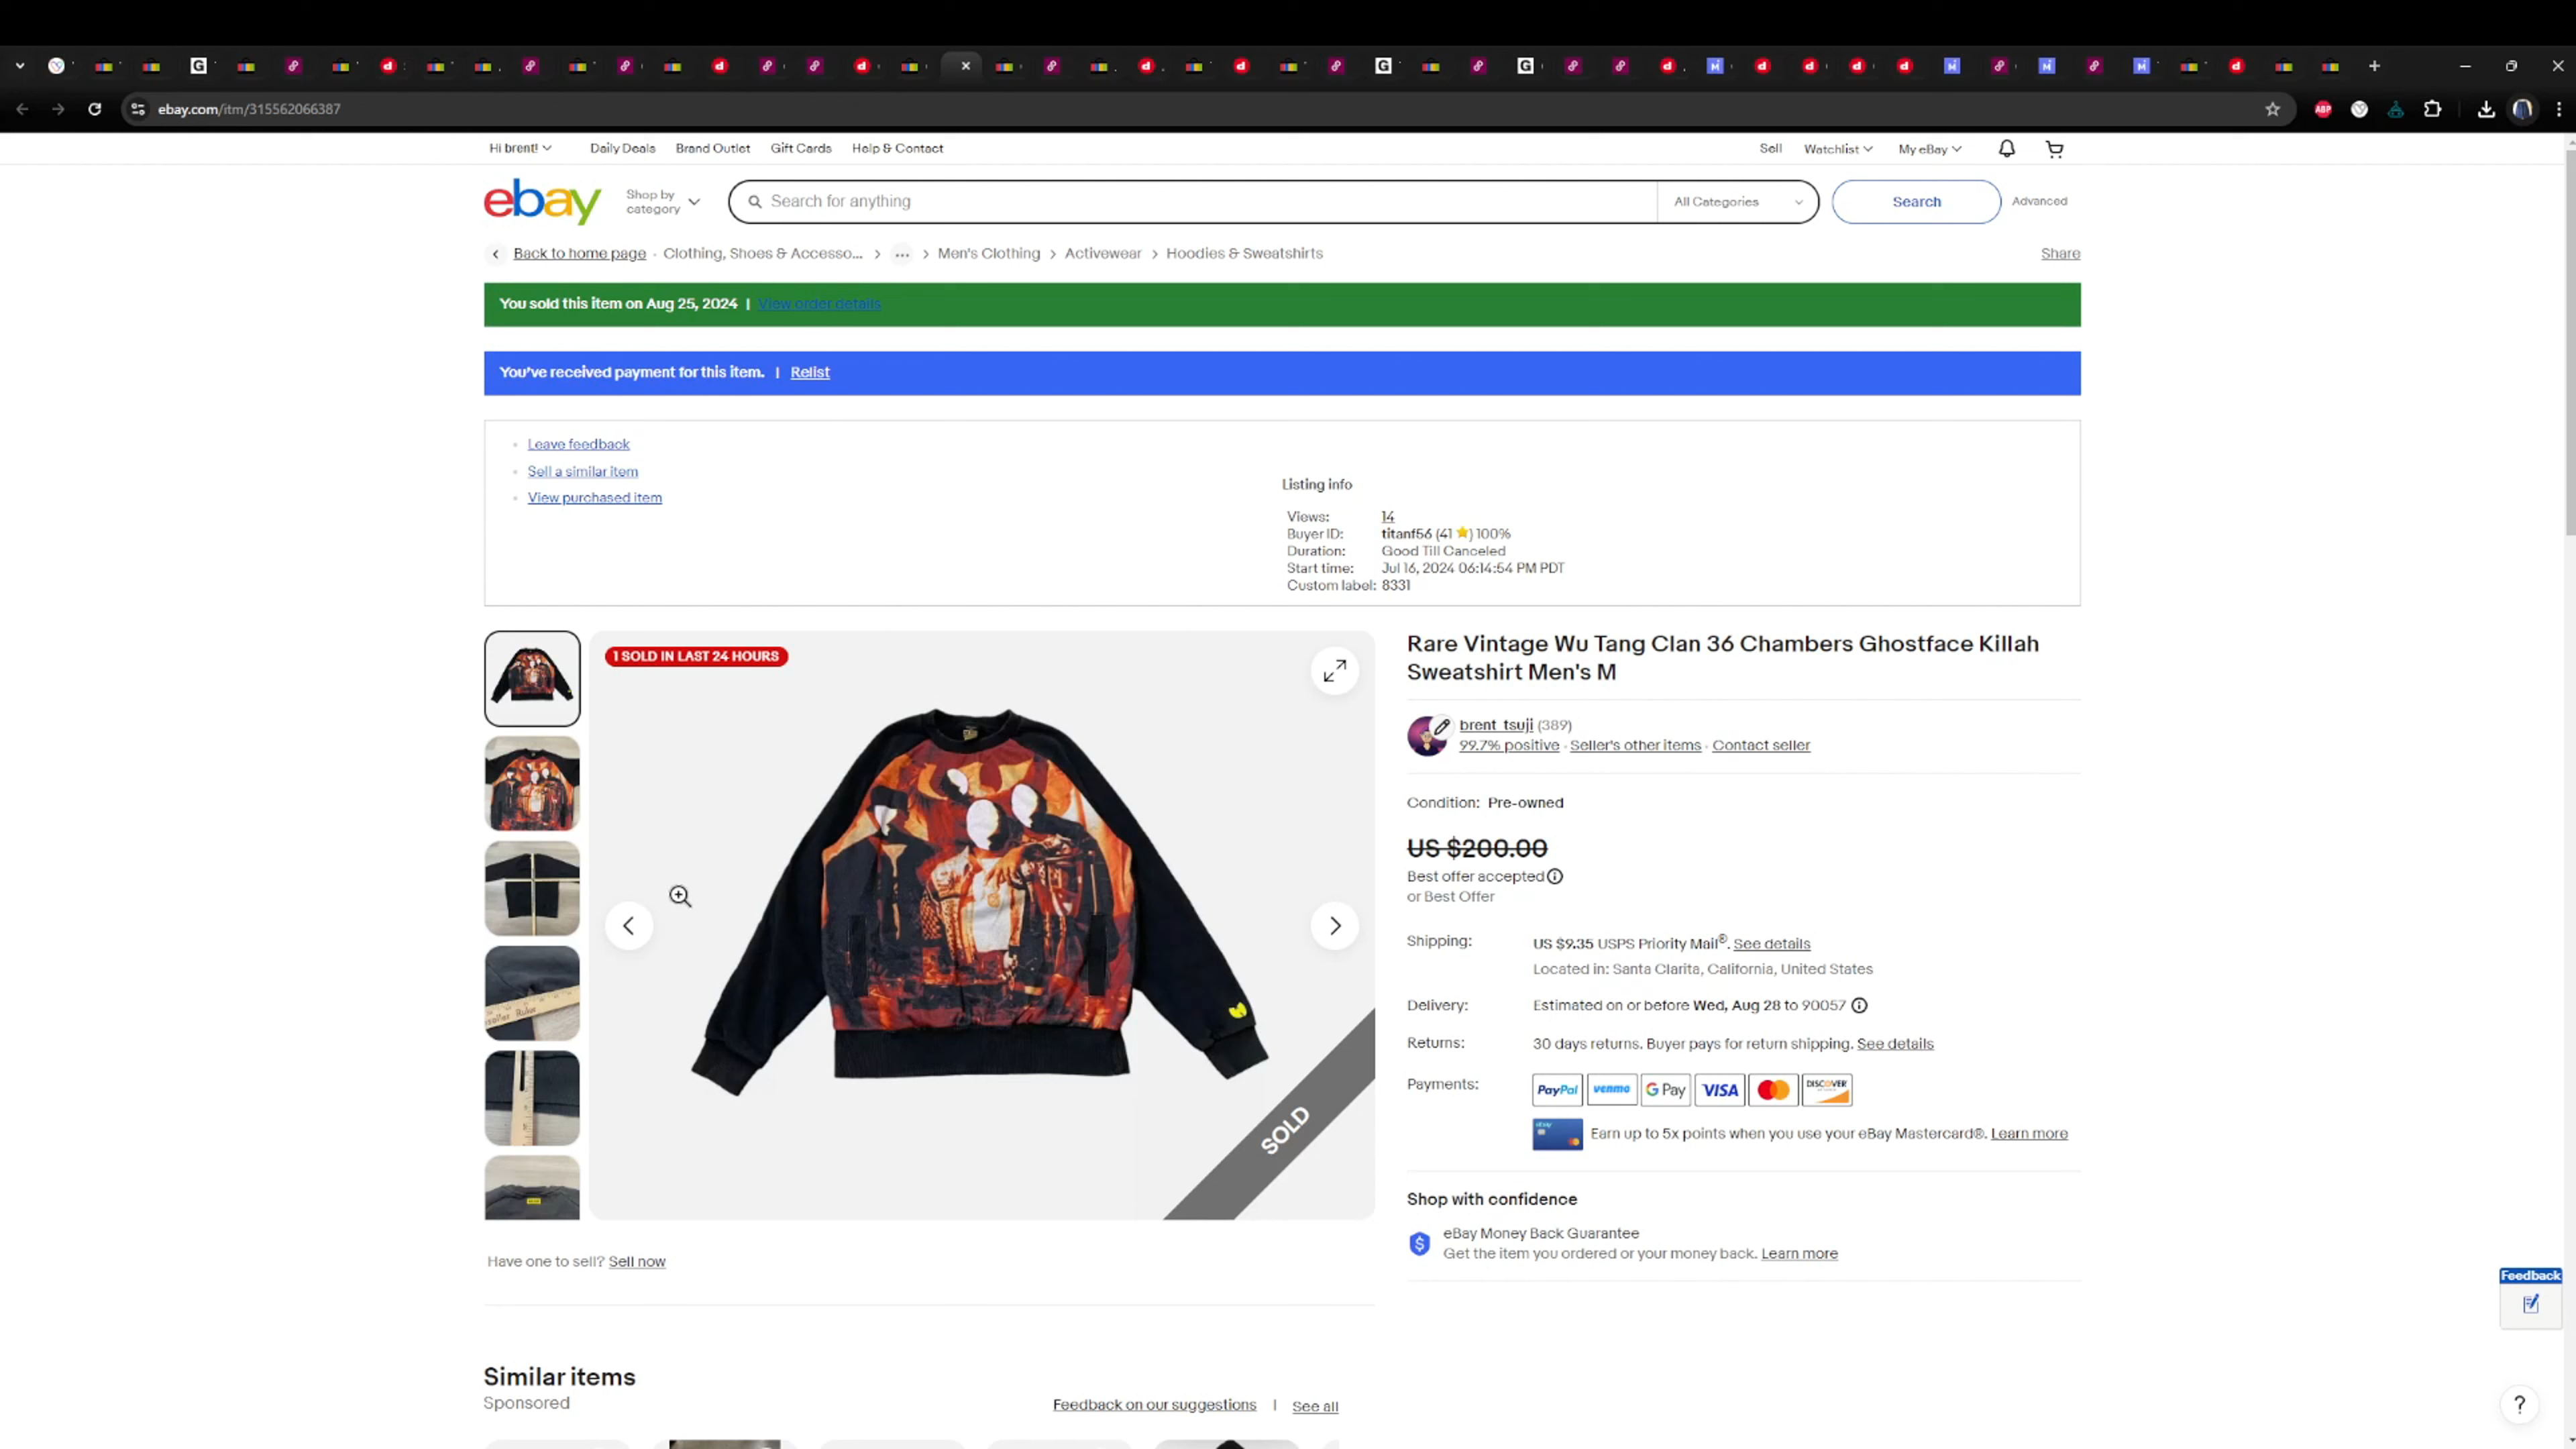 ebay.com/itm/315562066387
Hi brent!
Daily Deals
Brand Outlet
Gift Cards
Help & Contact
Sell
Watchlist
My eBay
ebay
Shop by
category
Search for anything
All Categories
Search
Advanced
Back to home page
Clothing, Shoes & Accesso...
Men's Clothing
Activewear
Hoodies & Sweatshirts
Share
You sold this item on Aug 25, 2024 | View order details
You've received payment for this item. | Relist
Leave feedback
Sell a similar item
View purchased item
Listing info
Views: 14
Buyer ID: titanf56 (41 ) 100%
Duration: Good Till Canceled
Start time: Jul 16, 2024 06:14:54 PM PDT
Custom label: 8331
1 SOLD IN LAST 24 HOURS
SOLD
Rare Vintage Wu Tang Clan 36 Chambers Ghostface Killah
Sweatshirt Men's M
brent_tsuji (389)
99.7% positive · Seller's other items · Contact seller
Condition: Pre-owned
US $200.00
Best offer accepted
or Best Offer
Shipping: US $9.35 USPS Priority Mail®. See details
Located in: Santa Clarita, California, United States
Delivery: Estimated on or before Wed, Aug 28 to 90057
Returns: 30 days returns. Buyer pays for return shipping. See details
Payments: PayPal venmo G Pay VISA DISCOVER
Earn up to 5x points when you use your eBay Mastercard®. Learn more
Shop with confidence
eBay Money Back Guarantee
Get the item you ordered or your money back. Learn more
Have one to sell? Sell now
Feedback
Similar items
Sponsored
Feedback on our suggestions | See all
?